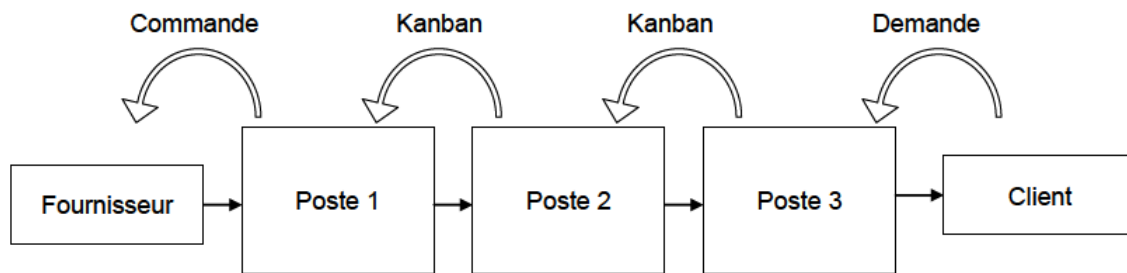 Commande
Kanban
Kanban
Demande
Fournisseur
Poste 1
Poste 2
Poste 3
Client